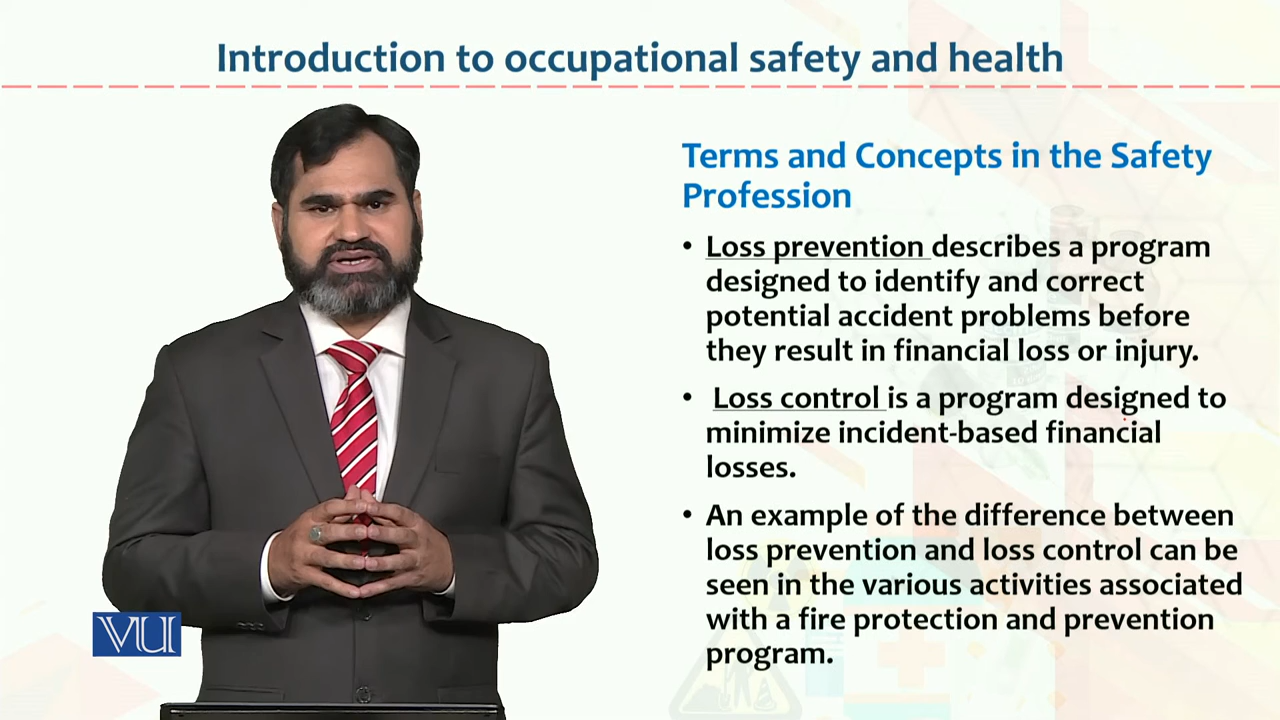 Introduction to occupational safety and health
Terms and Concepts in the Safety
Profession
• Loss prevention describes a program
designed to identify and correct
potential accident problems before
they result in financial loss or injury.
• Loss control is a program designed to
minimize incident-based financial
losses.
• An example of the difference between
loss prevention and loss control can be
seen in the various activities associated
with a fire protection and prevention
program.
VU